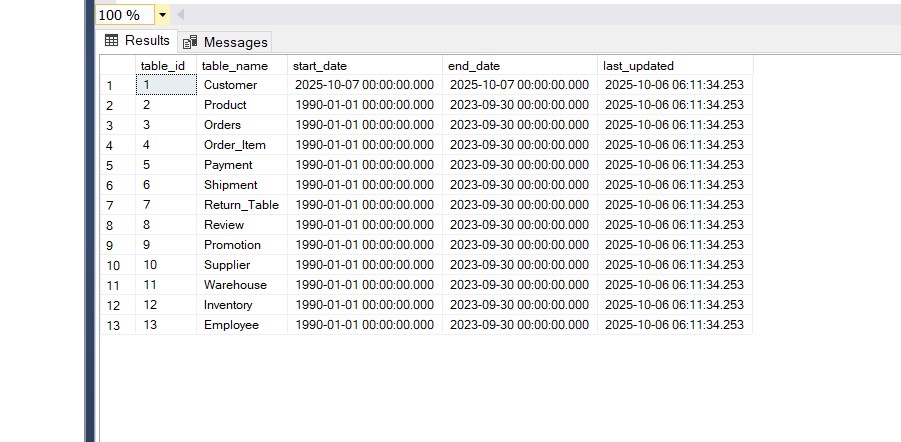 100 %
Results Messages
table_id table_name start_date end_date last_updated
1 1 Customer 2025-10-07 00:00:00.000 2025-10-07 00:00:00.000 2025-10-06 06:11:34.253
2 2 Product 1990-01-01 00:00:00.000 2023-09-30 00:00:00.000 2025-10-06 06:11:34.253
3 3 Orders 1990-01-01 00:00:00.000 2023-09-30 00:00:00.000 2025-10-06 06:11:34.253
4 4 Order_Item 1990-01-01 00:00:00.000 2023-09-30 00:00:00.000 2025-10-06 06:11:34.253
5 5 Payment 1990-01-01 00:00:00.000 2023-09-30 00:00:00.000 2025-10-06 06:11:34.253
6 6 Shipment 1990-01-01 00:00:00.000 2023-09-30 00:00:00.000 2025-10-06 06:11:34.253
7 7 Return_Table 1990-01-01 00:00:00.000 2023-09-30 00:00:00.000 2025-10-06 06:11:34.253
8 8 Review 1990-01-01 00:00:00.000 2023-09-30 00:00:00.000 2025-10-06 06:11:34.253
9 9 Promotion 1990-01-01 00:00:00.000 2023-09-30 00:00:00.000 2025-10-06 06:11:34.253
10 10 Supplier 1990-01-01 00:00:00.000 2023-09-30 00:00:00.000 2025-10-06 06:11:34.253
11 11 Warehouse 1990-01-01 00:00:00.000 2023-09-30 00:00:00.000 2025-10-06 06:11:34.253
12 12 Inventory 1990-01-01 00:00:00.000 2023-09-30 00:00:00.000 2025-10-06 06:11:34.253
13 13 Employee 1990-01-01 00:00:00.000 2023-09-30 00:00:00.000 2025-10-06 06:11:34.253